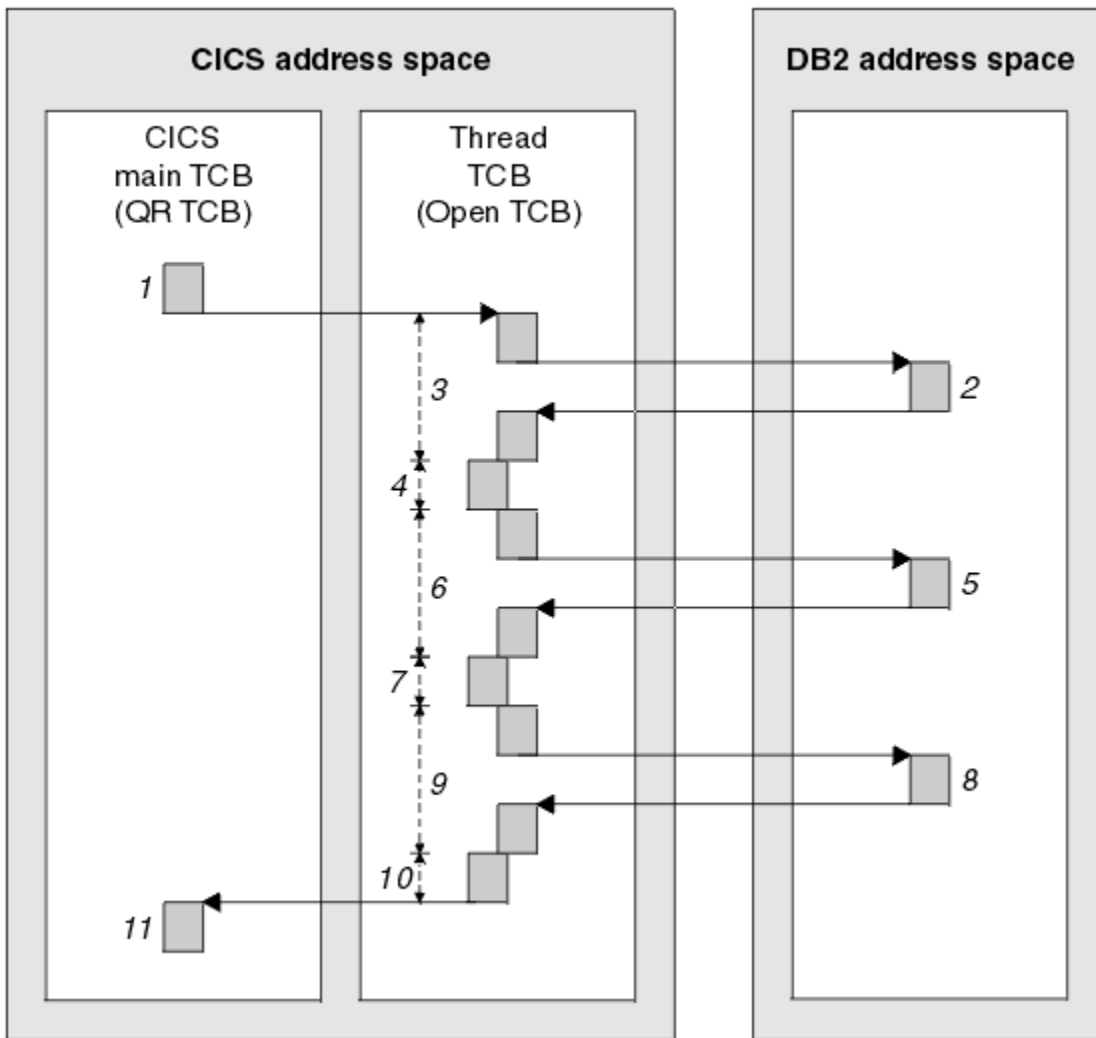 CICS address space
DB2 address space
CICS
main TCB
(QR TCB)
Thread
TCB
(Open TCB)
1
3
2
4
6
5
7
9
8
10
11